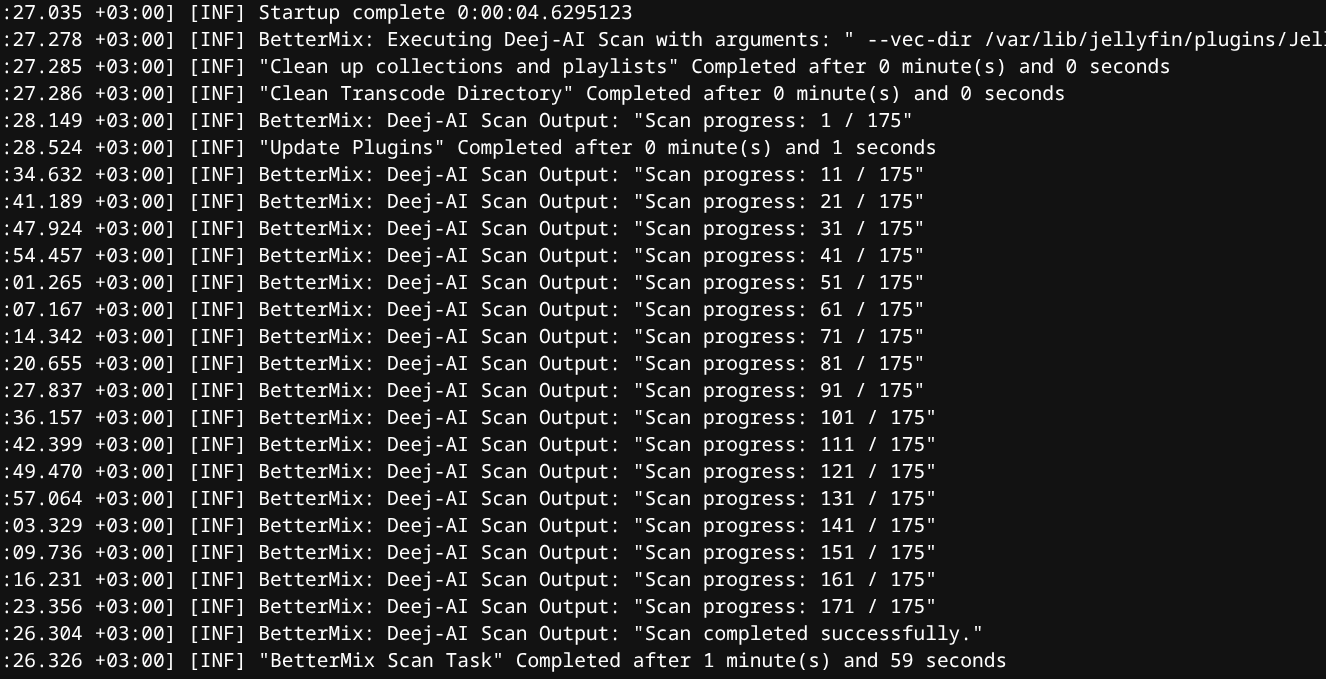 :27.035 +03:00] [INF] Startup complete 0:00:04.6295123
:27.278 +03:00] [INF] BetterMix: Executing Deej-AI Scan with arguments: " --vec-dir /var/lib/jellyfin/plugins/Jell
:27.285 +03:00] [INF] "Clean up collections and playlists" Completed after 0 minute(s) and 0 seconds
:27.286 +03:00] [INF] "Clean Transcode Directory" Completed after 0 minute(s) and 0 seconds
:28.149 +03:00] [INF] BetterMix: Deej-AI Scan Output: "Scan progress: 1 / 175"
:28.524 +03:00] [INF] "Update Plugins" Completed after 0 minute(s) and 1 seconds
:34.632 +03:00] [INF] BetterMix: Deej-AI Scan Output: "Scan progress: 11 / 175"
:41.189 +03:00] [INF] BetterMix: Deej-AI Scan Output: "Scan progress: 21 / 175"
:47.924 +03:00] [INF] BetterMix: Deej-AI Scan Output: "Scan progress: 31 / 175"
:54.457 +03:00] [INF] BetterMix: Deej-AI Scan Output: "Scan progress: 41 / 175"
:01.265 +03:00] [INF] BetterMix: Deej-AI Scan Output: "Scan progress: 51 / 175"
:07.167 +03:00] [INF] BetterMix: Deej-AI Scan Output: "Scan progress: 61 / 175"
:14.342 +03:00] [INF] BetterMix: Deej-AI Scan Output: "Scan progress: 71 / 175"
:20.655 +03:00] [INF] BetterMix: Deej-AI Scan Output: "Scan progress: 81 / 175"
:27.837 +03:00] [INF] BetterMix: Deej-AI Scan Output: "Scan progress: 91 / 175"
:36.157 +03:00] [INF] BetterMix: Deej-AI Scan Output: "Scan progress: 101 / 175"
:42.399 +03:00] [INF] BetterMix: Deej-AI Scan Output: "Scan progress: 111 / 175"
:49.470 +03:00] [INF] BetterMix: Deej-AI Scan Output: "Scan progress: 121 / 175"
:57.064 +03:00] [INF] BetterMix: Deej-AI Scan Output: "Scan progress: 131 / 175"
:03.329 +03:00] [INF] BetterMix: Deej-AI Scan Output: "Scan progress: 141 / 175"
:09.736 +03:00] [INF] BetterMix: Deej-AI Scan Output: "Scan progress: 151 / 175"
:16.231 +03:00] [INF] BetterMix: Deej-AI Scan Output: "Scan progress: 161 / 175"
:23.356 +03:00] [INF] BetterMix: Deej-AI Scan Output: "Scan progress: 171 / 175"
:26.304 +03:00] [INF] BetterMix: Deej-AI Scan Output: "Scan completed successfully."
:26.326 +03:00] [INF] "BetterMix Scan Task" Completed after 1 minute(s) and 59 seconds